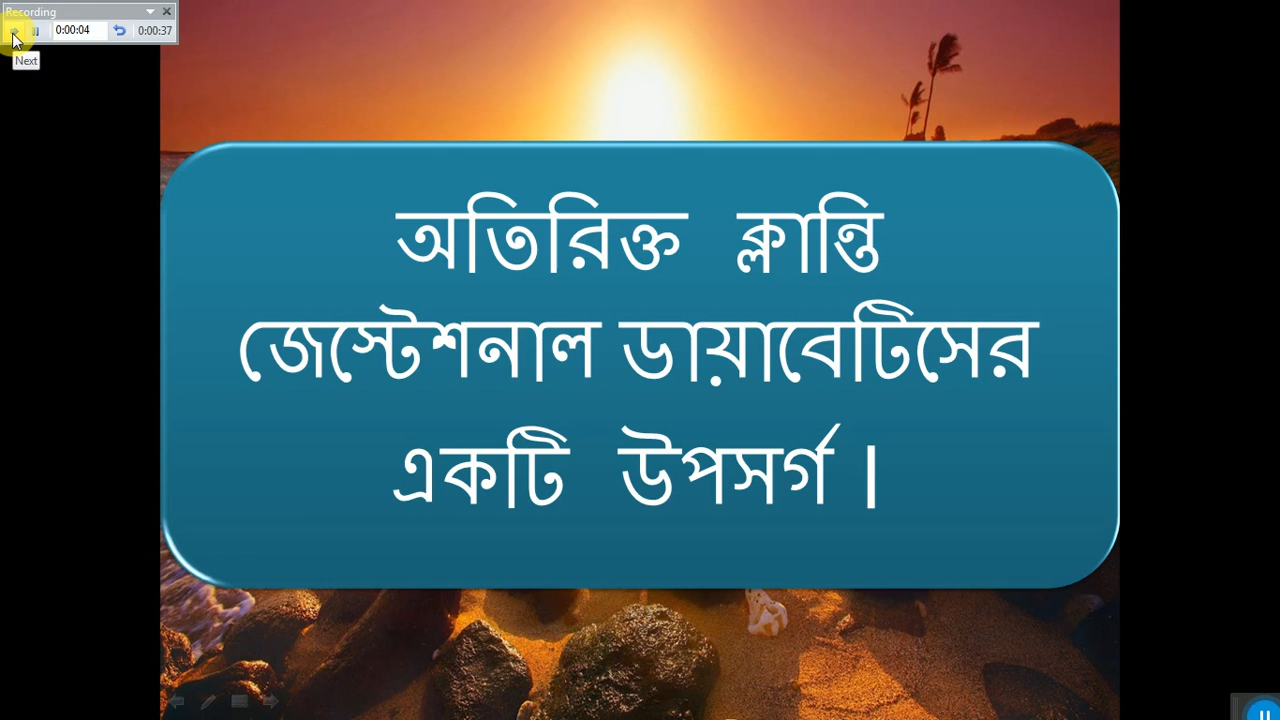 Recording
0:00:04 0:00:37
Next
অতিরিক্ত ক্লান্তি
জেস্টেশনাল ডায়াবেটিসের
একটি উপসর্গ ।